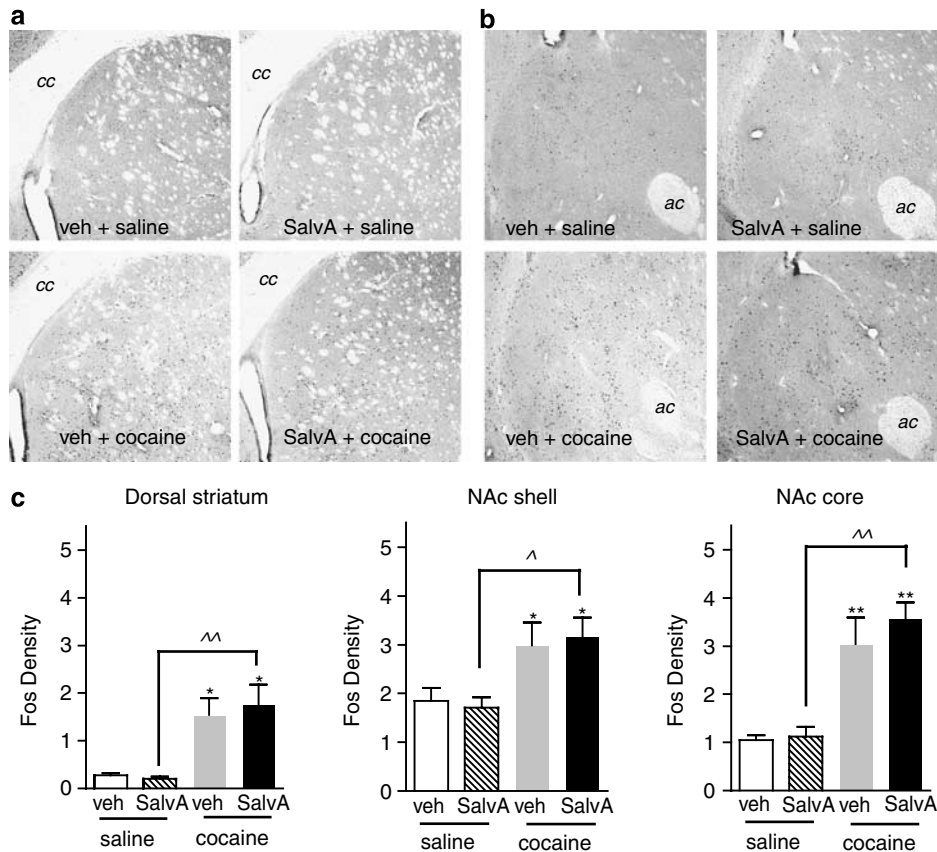 a
b
cc
veh + saline
cc
SalvA + saline
ac
veh + saline
ac
SalvA + saline
cc
veh + cocaine
cc
SalvA + cocaine
ac
veh + cocaine
ac
SalvA + cocaine
c
Dorsal striatum
Fos Density
5
4
3
2
1
0
^^
*
*
veh SalvA veh SalvA
saline cocaine
NAc shell
Fos Density
5
4
3
2
1
0
^
*
*
veh SalvA veh SalvA
saline cocaine
NAc core
Fos Density
5
4
3
2
1
0
^^
**
**
veh SalvA veh SalvA
saline cocaine